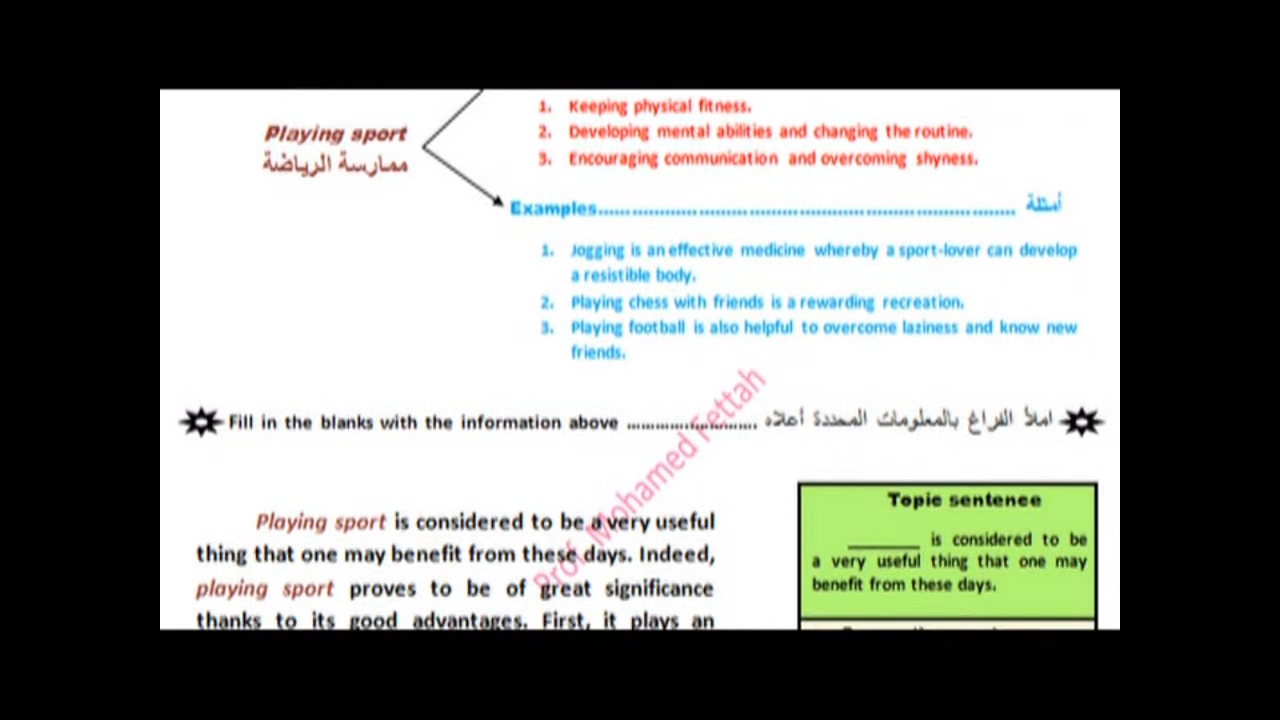 1. Keeping physical fitness.
Playing sport
2. Developing mental abilities and changing the routine.
ممارسة الرياضة
3. Encouraging communication and overcoming shyness.
Examples.......................................................................... أمثلة
1. Jogging is an effective medicine whereby a sport-lover can develop
a resistible body.
2. Playing chess with friends is a rewarding recreation.
3. Playing football is also helpful to overcome laziness and know new
friends.
Fill in the blanks with the information above .......................... املأ الفراغ بالمعلومات المحددة أعلاه
Prof. Mohamed Fettah
Playing sport is considered to be a very useful
thing that one may benefit from these days. Indeed,
playing sport proves to be of great significance
thanks to its good advantages. First, it plays an
Topic sentence
________ is considered to be
a very useful thing that one may
benefit from these days.